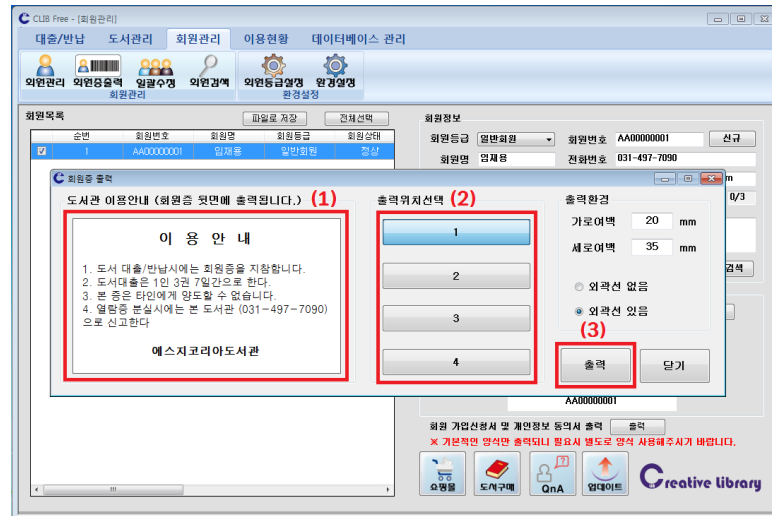 CLIB Free - [회원관리]
대출/반납 도서관리 회원관리 이용현황 데이터베이스 관리
회원관리 회원증출력 일괄수정 회원검색 회원등급설정 환경설정
회원관리 환경설정
회원목록 파일로 저장 전체선택 회원정보
순번 회원번호 회원명 회원등급 회원상태
1 AA00000001 임재용 일반회원 정상
회원등급 일반회원 회원번호 AA00000001 신규
회원명 임재용 전화번호 031-497-7090
m
0/3
검색
회원증 출력
도서관 이용안내 (회원증 뒷면에 출력됩니다.) (1) 출력위치선택 (2) 출력환경
이 용 안 내
1. 도서 대출/반납시에는 회원증을 지참합니다.
2. 도서대출은 1인 3권 7일간으로 한다.
3. 본 증은 타인에게 양도할 수 없습니다.
4. 열람증 분실시에는 본 도서관 (031-497-7090)
으로 신고한다
에스지코리아도서관
1
2
3
4
가로여백 20 mm
세로여백 35 mm
외곽선 없음
외곽선 있음
(3)
출력 닫기
AA00000001
회원 가입신청서 및 개인정보 동의서 출력 출력
※ 기본적인 양식만 출력되니 필요시 별도로 양식 사용해주시기 바랍니다.
쇼핑몰 도서구매 QnA 업데이트 Creative Library